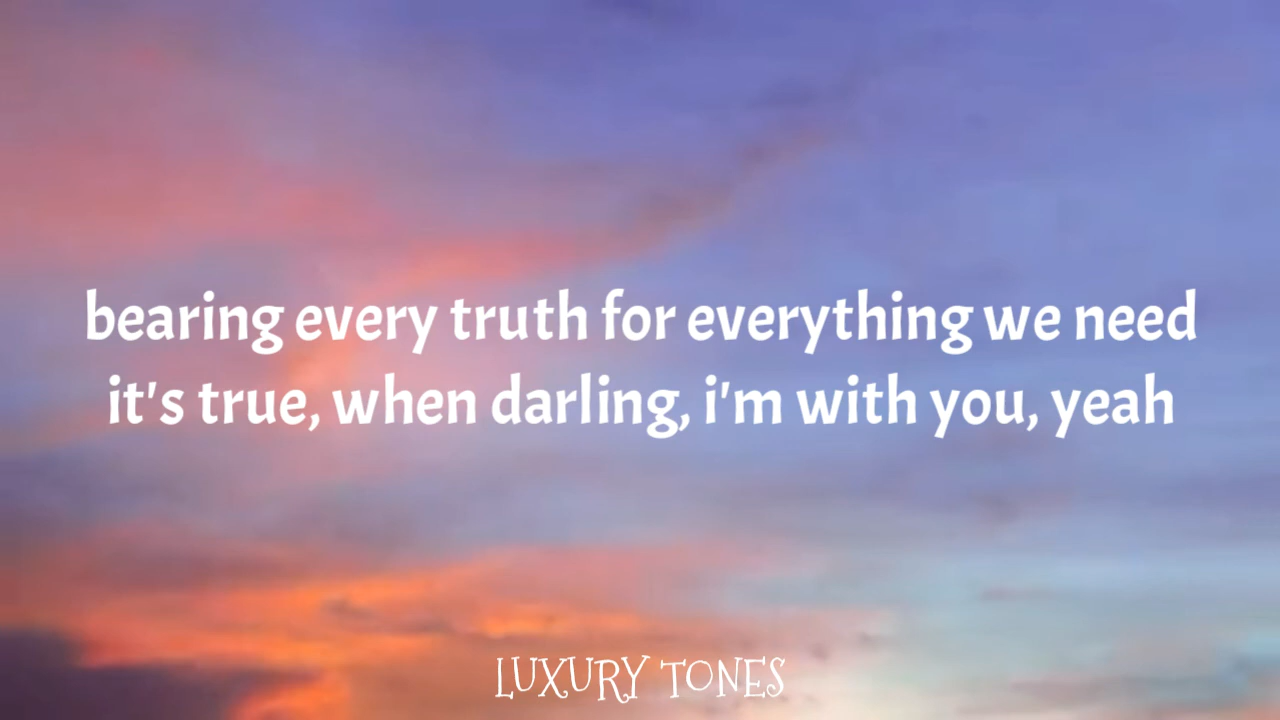 bearing every truth for everything we need
it's true, when darling, i'm with you, yeah
LUXURY TONES